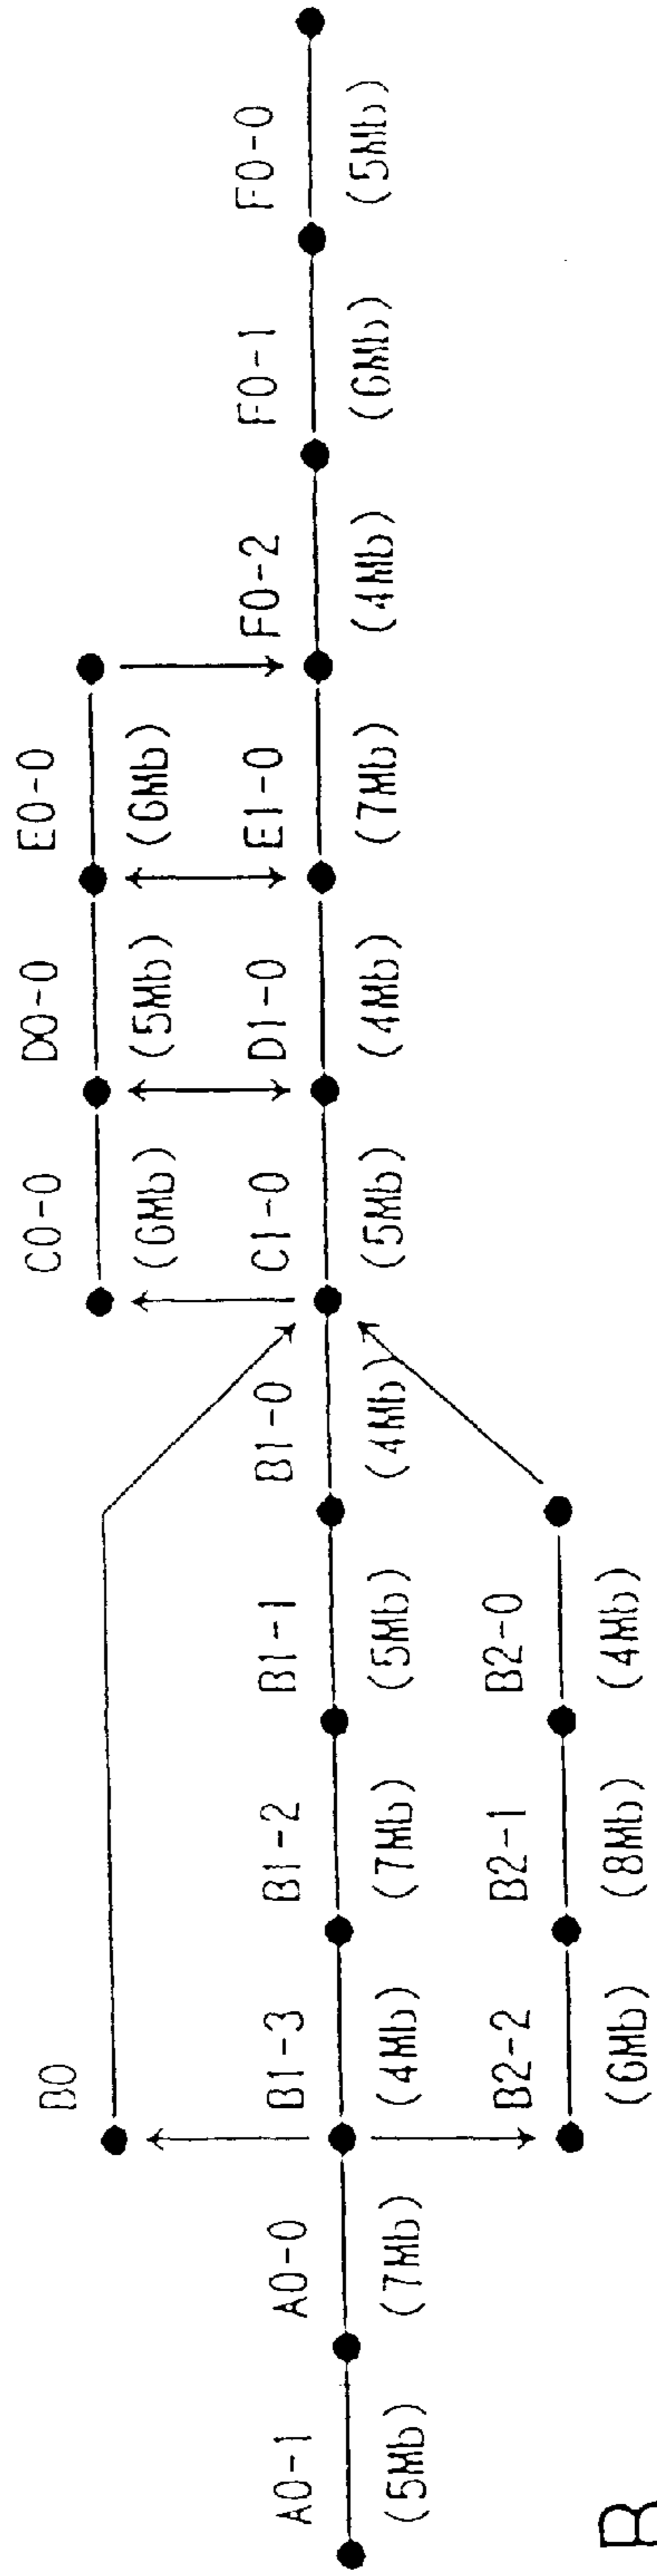 B0
C0-0 D0-0 E0-0
(6Mb) (5Mb) (6Mb)
A0-1 A0-0 B1-3 B1-2 B1-1 B1-0 C1-0 D1-0 E1-0 F0-2 F0-1 F0-0
(5Mb) (7Mb) (4Mb) (7Mb) (5Mb) (4Mb) (5Mb) (4Mb) (7Mb) (4Mb) (6Mb) (5Mb)
B2-2 B2-1 B2-0
(6Mb) (8Mb) (4Mb)
B